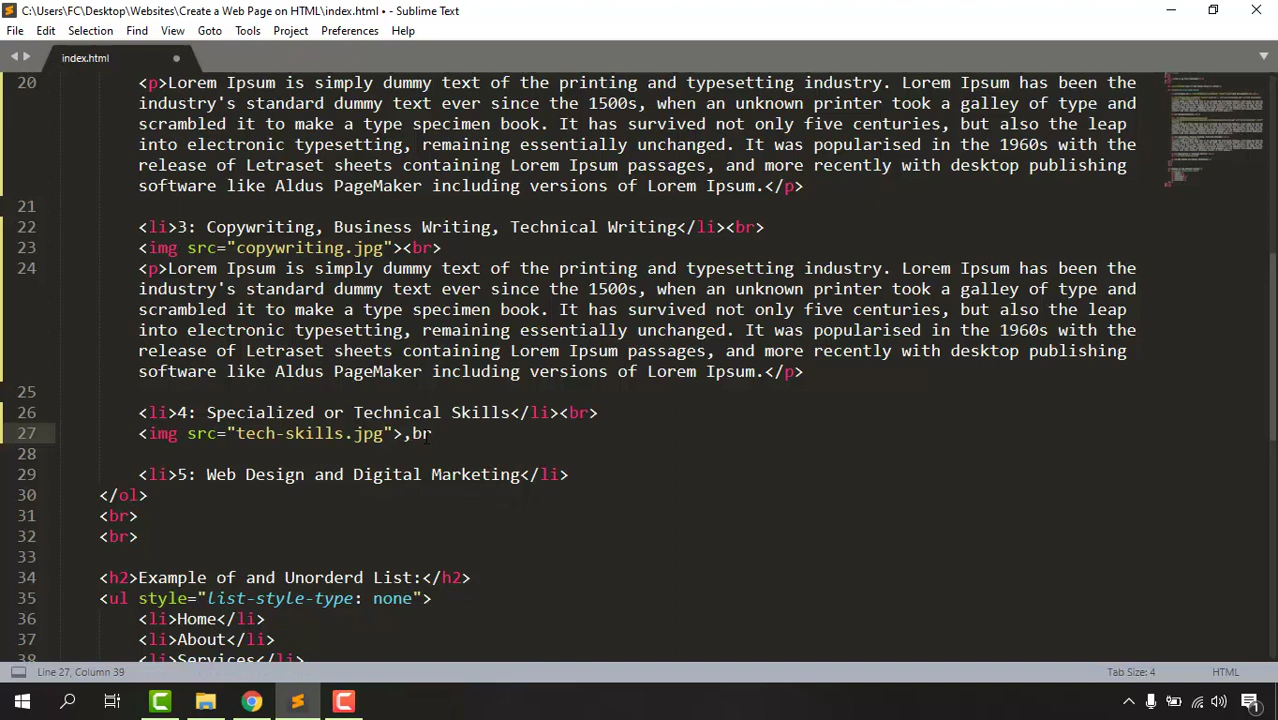 C:\Users\FC\Desktop\Websites\Create a Web Page on HTML\index.html • - Sublime Text
File Edit Selection Find View Goto Tools Project Preferences Help
index.html
20 <p>Lorem Ipsum is simply dummy text of the printing and typesetting industry. Lorem Ipsum has been the
industry's standard dummy text ever since the 1500s, when an unknown printer took a galley of type and
scrambled it to make a type specimen book. It has survived not only five centuries, but also the leap
into electronic typesetting, remaining essentially unchanged. It was popularised in the 1960s with the
release of Letraset sheets containing Lorem Ipsum passages, and more recently with desktop publishing
software like Aldus PageMaker including versions of Lorem Ipsum.</p>
21
22 <li>3: Copywriting, Business Writing, Technical Writing</li><br>
23 <img src="copywriting.jpg"><br>
24 <p>Lorem Ipsum is simply dummy text of the printing and typesetting industry. Lorem Ipsum has been the
industry's standard dummy text ever since the 1500s, when an unknown printer took a galley of type and
scrambled it to make a type specimen book. It has survived not only five centuries, but also the leap
into electronic typesetting, remaining essentially unchanged. It was popularised in the 1960s with the
release of Letraset sheets containing Lorem Ipsum passages, and more recently with desktop publishing
software like Aldus PageMaker including versions of Lorem Ipsum.</p>
25
26 <li>4: Specialized or Technical Skills</li><br>
27 <img src="tech-skills.jpg">,br
28
29 <li>5: Web Design and Digital Marketing</li>
30 </ol>
31 <br>
32 <br>
33
34 <h2>Example of and Unorderd List:</h2>
35 <ul style="list-style-type: none">
36 <li>Home</li>
37 <li>About</li>
38 <li>Services</li>
Line 27, Column 39 Tab Size: 4 HTML